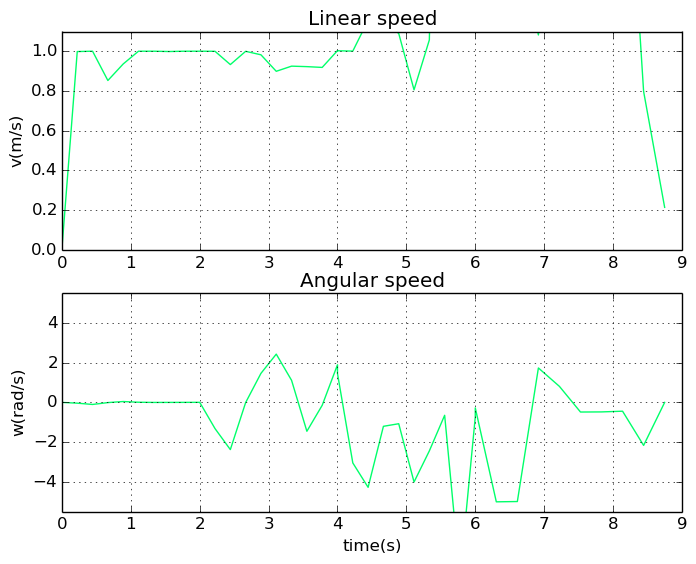 Linear speed
1.0
0.8
0.6
0.4
0.2
0.0
v(m/s)
0 1 2 3 4 5 6 7 8 9
Angular speed
4
2
0
−2
−4
w(rad/s)
0 1 2 3 4 5 6 7 8 9
time(s)